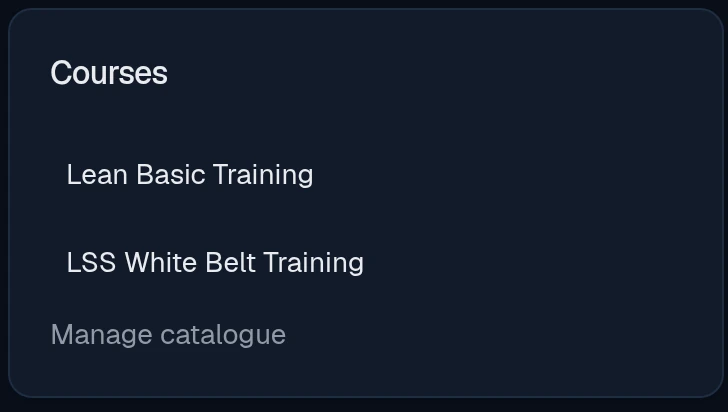 Courses
Lean Basic Training
LSS White Belt Training
Manage catalogue